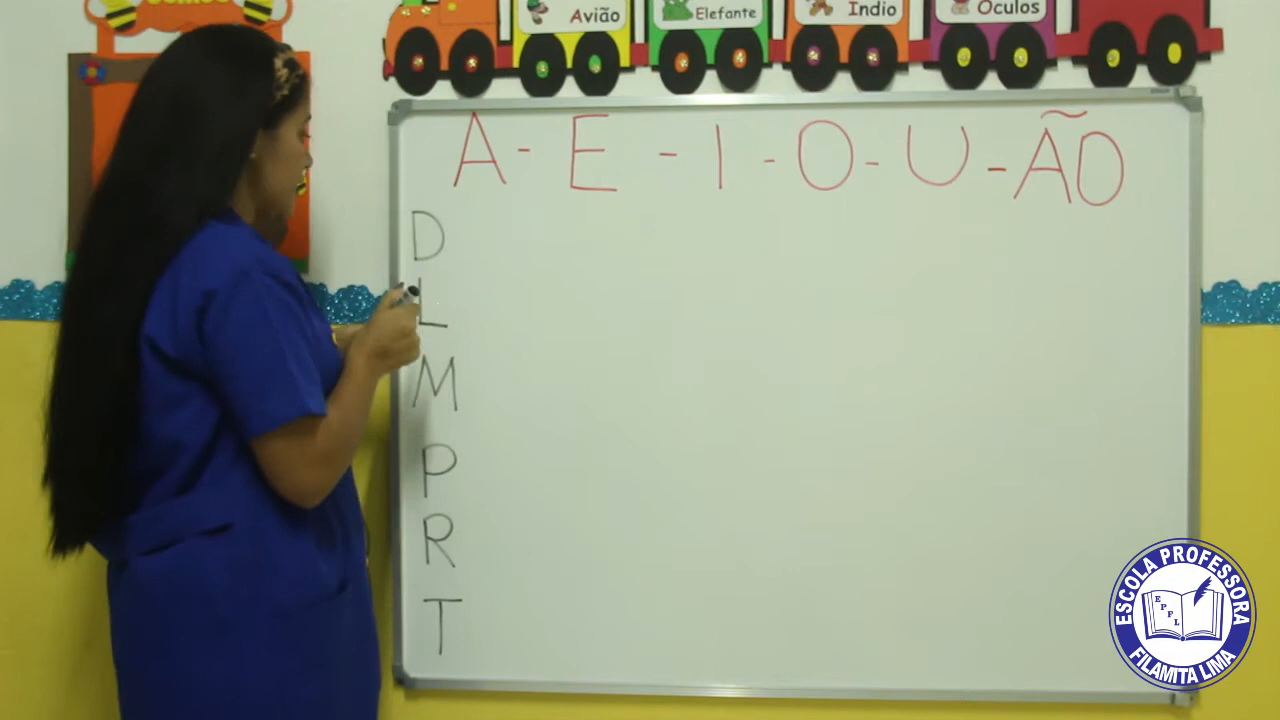 Avião
Elefante
Índio
Óculos
A - E - I - O - U - ÃO
D
L
M
P
R
T
ESCOLA PROFESSORA
E P F L
FILAMITA LIMA